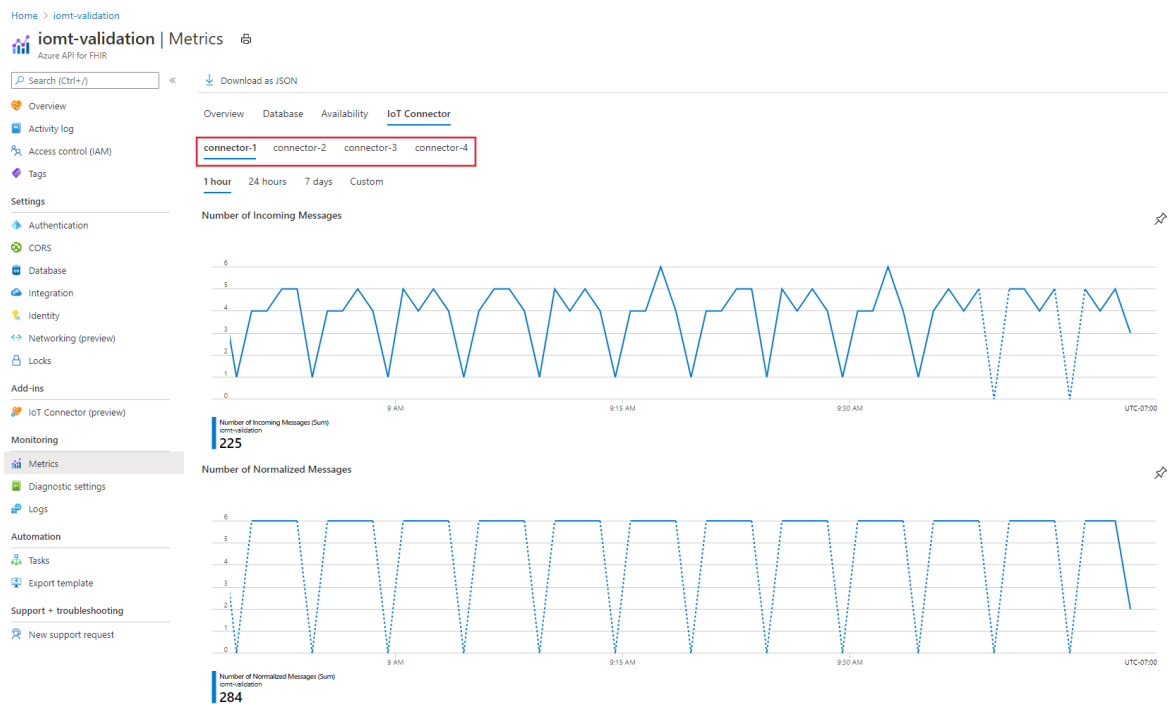 Home > iomt-validation
iomt-validation | Metrics
Azure API for FHIR
Search (Ctrl+/)
«
Overview
Activity log
Access control (IAM)
Tags
Settings
Authentication
CORS
Database
Integration
Identity
Networking (preview)
Locks
Add-ins
IoT Connector (preview)
Monitoring
Metrics
Diagnostic settings
Logs
Automation
Tasks
Export template
Support + troubleshooting
New support request
Download as JSON
Overview Database Availability IoT Connector
connector-1 connector-2 connector-3 connector-4
1 hour 24 hours 7 days Custom
Number of Incoming Messages
6
5
4
3
2
1
0
9 AM 9:15 AM 9:30 AM UTC-07:00
Number of Incoming Messages (Sum)
iomt-validation
225
Number of Normalized Messages
6
5
4
3
2
1
0
9 AM 9:15 AM 9:30 AM UTC-07:00
Number of Normalized Messages (Sum)
iomt-validation
284